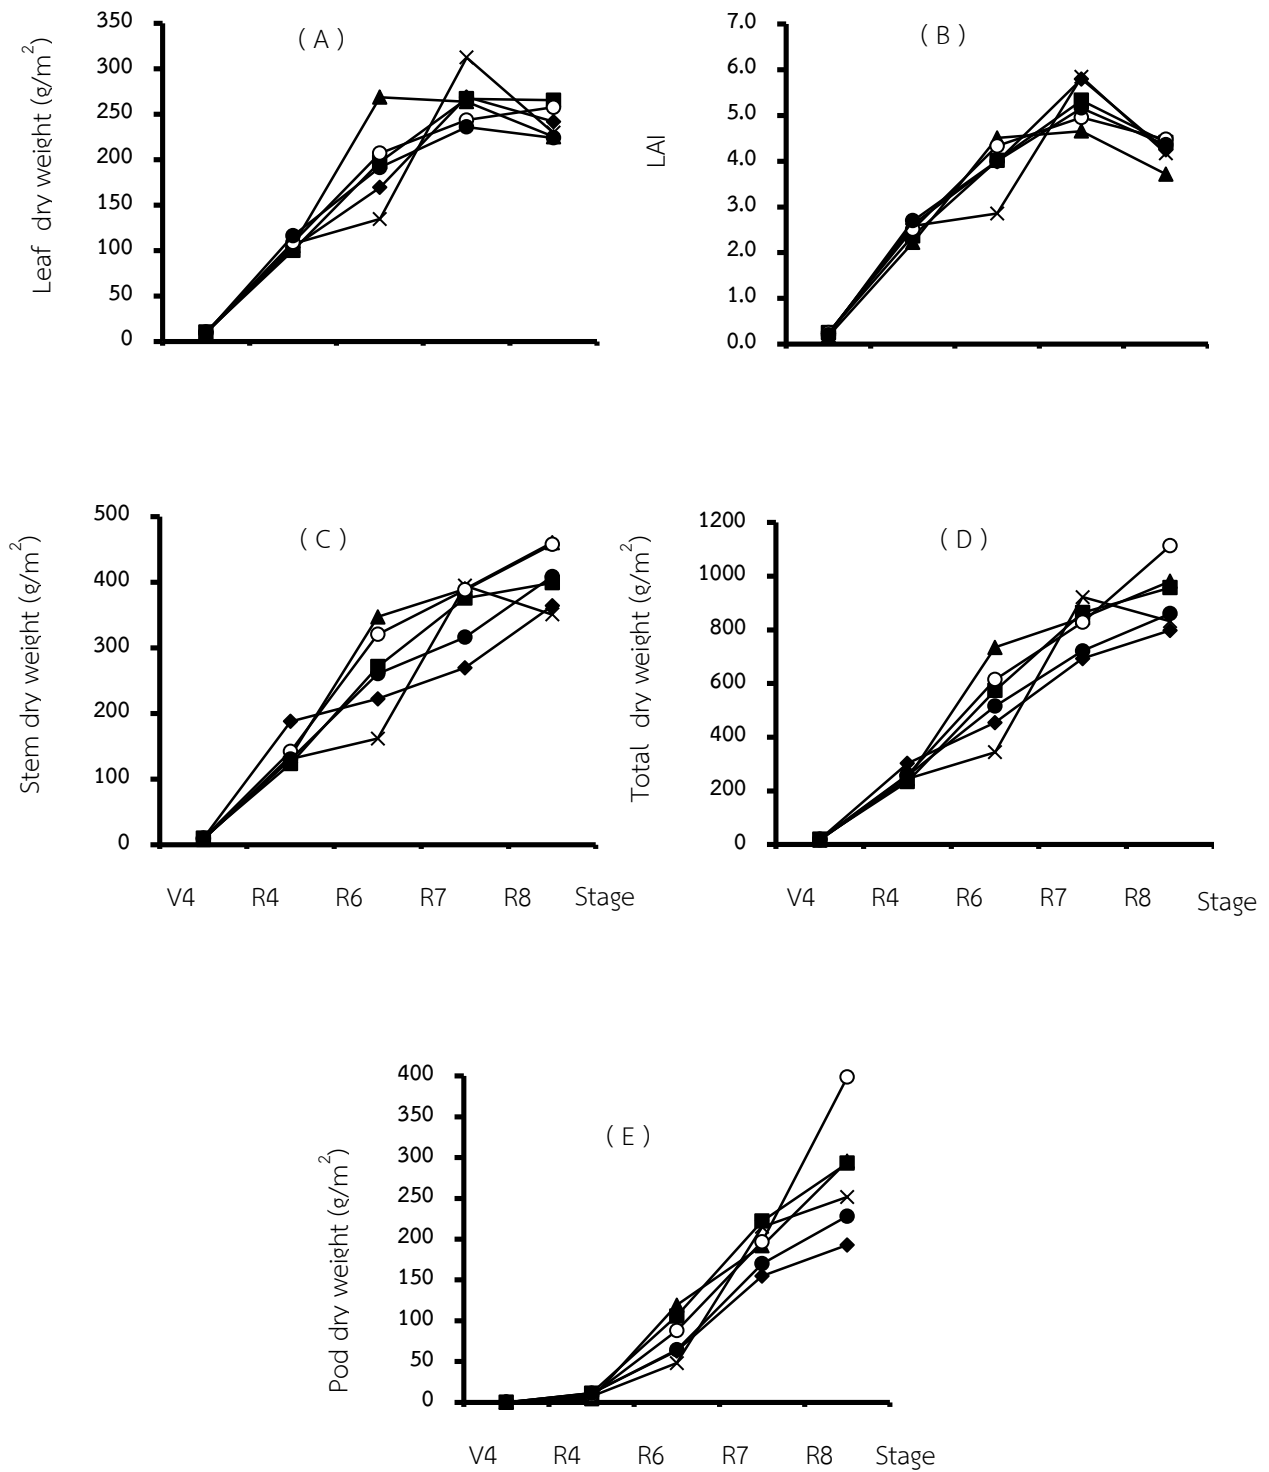 ( A )
350
300
250
200
150
100
50
0
Leaf dry weight (g/m²)
( B )
7.0
6.0
5.0
4.0
3.0
2.0
1.0
0.0
LAI
( C )
500
400
300
200
100
0
Stem dry weight (g/m²)
V4 R4 R6 R7 R8 Stage
( D )
1200
1000
800
600
400
200
0
Total dry weight (g/m²)
V4 R4 R6 R7 R8 Stage
( E )
400
350
300
250
200
150
100
50
0
Pod dry weight (g/m²)
V4 R4 R6 R7 R8 Stage